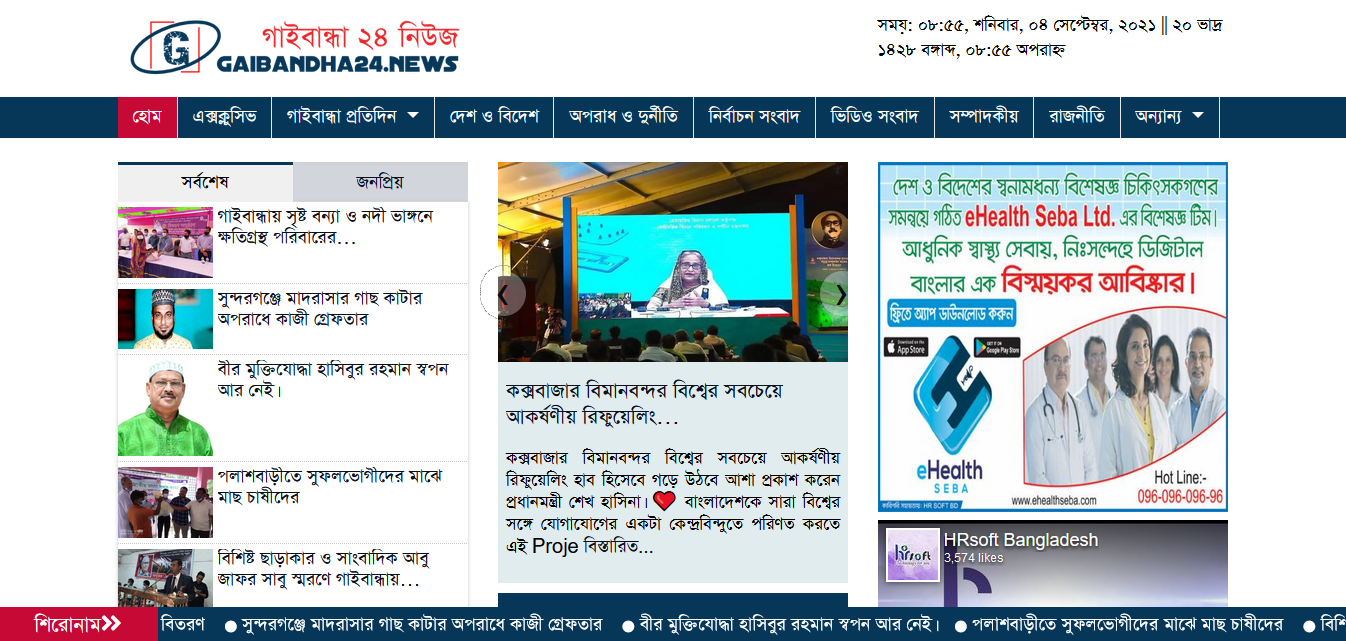 গাইবান্ধা ২৪ নিউজ
GAIBANDHA24.NEWS
সময়: ০৮:৫৫, শনিবার, ০৪ সেপ্টেম্বর, ২০২১ || ২০ ভাদ্র
১৪২৮ বঙ্গাব্দ, ০৮:৫৫ অপরাহ্ন
হোম এক্সক্লুসিভ গাইবান্ধা প্রতিদিন দেশ ও বিদেশ অপরাধ ও দুর্নীতি নির্বাচন সংবাদ ভিডিও সংবাদ সম্পাদকীয় রাজনীতি অন্যান্য
সর্বশেষ জনপ্রিয়
গাইবান্ধায় সৃষ্ট বন্যা ও নদী ভাঙ্গনে
ক্ষতিগ্রস্থ পরিবারের...
সুন্দরগঞ্জে মাদরাসার গাছ কাটার
অপরাধে কাজী গ্রেফতার
বীর মুক্তিযোদ্ধা হাসিবুর রহমান স্বপন
আর নেই।
পলাশবাড়ীতে সুফলভোগীদের মাঝে
মাছ চাষীদের
বিশিষ্ট ছাড়াকার ও সাংবাদিক আবু
জাফর সাবু স্মরণে গাইবান্ধায়...
কক্সবাজার বিমানবন্দর বিশ্বের সবচেয়ে
আকর্ষণীয় রিফুয়েলিং...
কক্সবাজার বিমানবন্দর বিশ্বের সবচেয়ে আকর্ষণীয়
রিফুয়েলিং হাব হিসেবে গড়ে উঠবে আশা প্রকাশ করেন
প্রধানমন্ত্রী শেখ হাসিনা। ❤ বাংলাদেশকে সারা বিশ্বের
সঙ্গে যোগাযোগের একটা কেন্দ্রবিন্দুতে পরিণত করতে
এই Proje বিস্তারিত...
দেশ ও বিদেশের স্বনামধন্য বিশেষজ্ঞ চিকিৎসকগণের
সমন্বয়ে গঠিত eHealth Seba Ltd. এর বিশেষজ্ঞ টিম।
আধুনিক স্বাস্থ্য সেবায়, নিঃসন্দেহে ডিজিটাল
বাংলার এক বিস্ময়কর আবিষ্কার।
ফ্রিতে অ্যাপ ডাউনলোড করুন
Download on the App Store
GET IT ON Google Play Store
eHealth
SEBA
www.ehealthseba.com
Hot Line:-
096-096-096-96
কারিগরি সহায়তায়: HR SOFT BD
hrsoft
HRsoft Bangladesh
3,574 likes
শিরোনাম বিতরণ ● সুন্দরগঞ্জে মাদরাসার গাছ কাটার অপরাধে কাজী গ্রেফতার ● বীর মুক্তিযোদ্ধা হাসিবুর রহমান স্বপন আর নেই। ● পলাশবাড়ীতে সুফলভোগীদের মাঝে মাছ চাষীদের ● বিশি